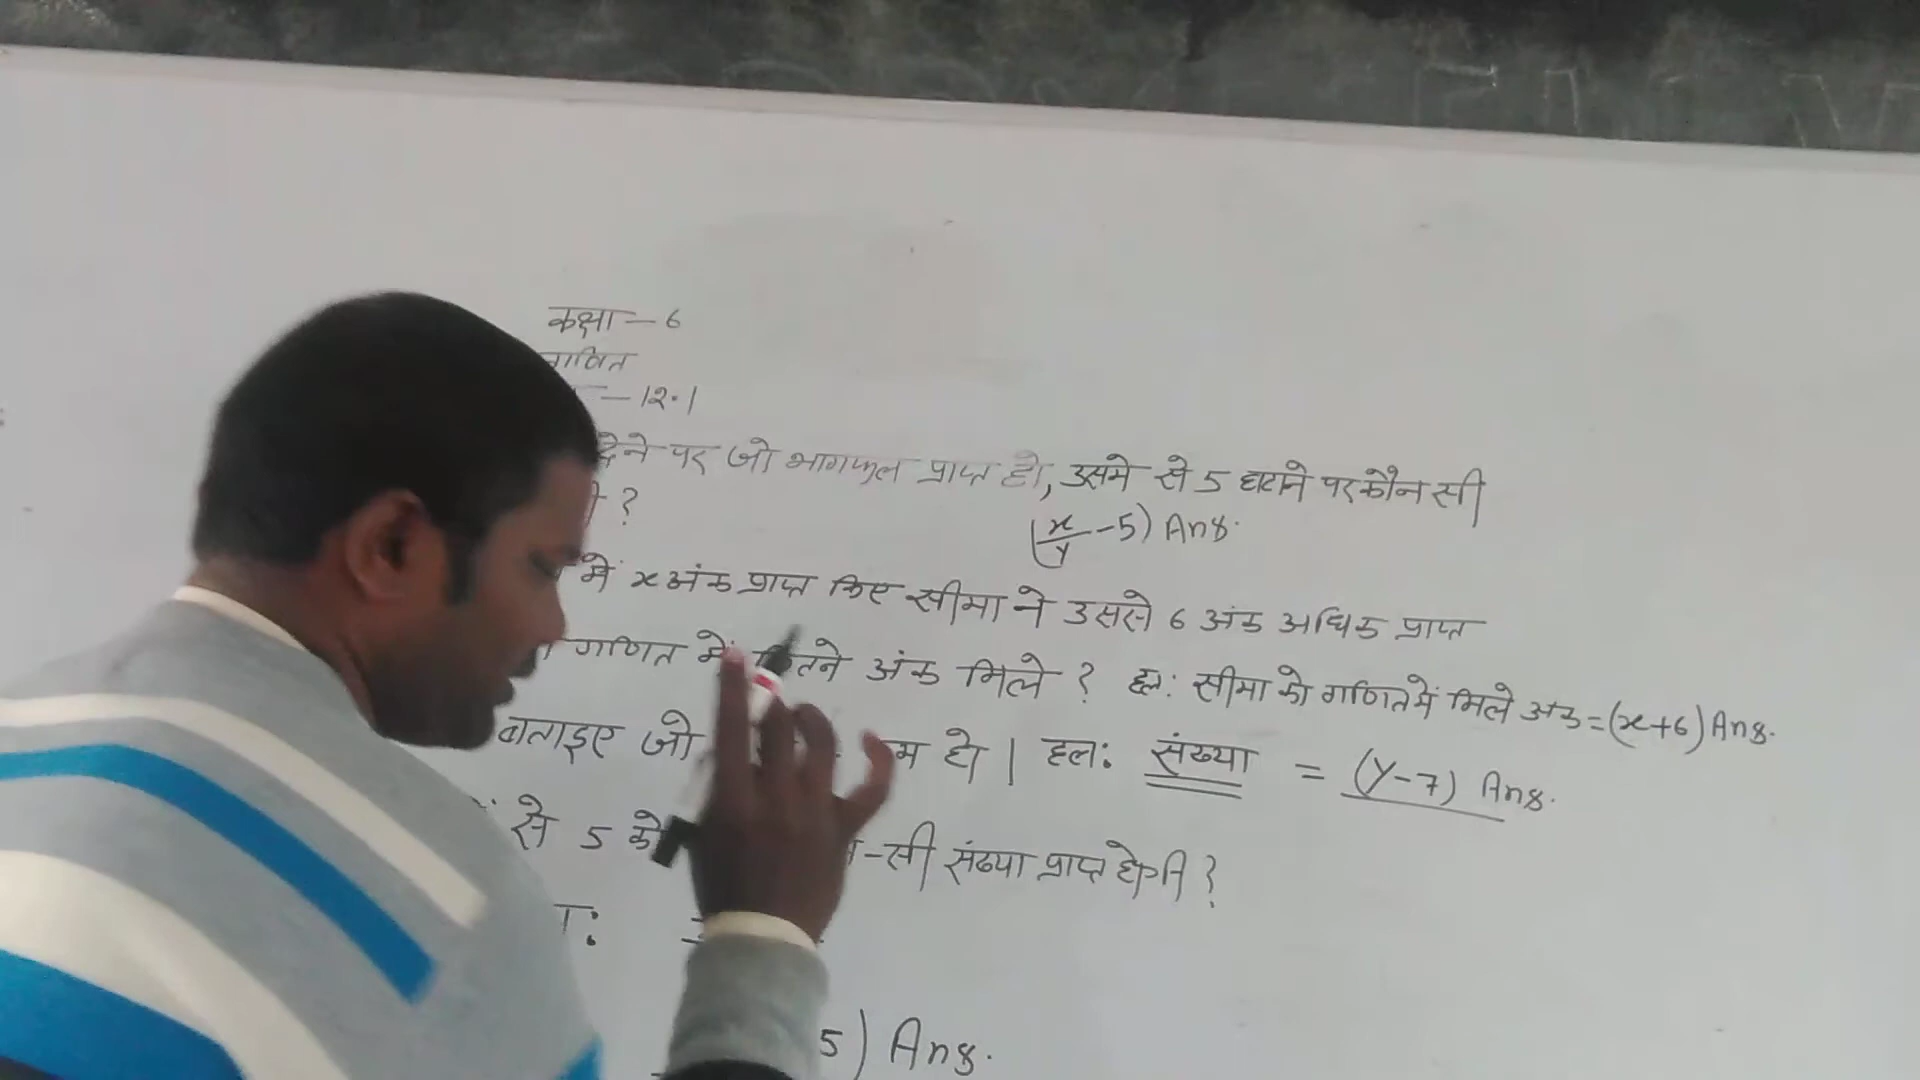 कक्षा - 6
गणित
- 12.1
देने पर जो भागफल प्राप्त हो, उसमे से 5 घटाने पर कौन सी
?
(x/y - 5) Ans.
में x अंक प्राप्त किए सीमा ने उससे 6 अंक अधिक प्राप्त
गणित में कितने अंक मिले ? हल: सीमा को गणित में मिले अंक = (x+6) Ans.
बताइए जो हो | हल: संख्या = (y-7) Ans.
से 5 को -सी संख्या प्राप्त होगी ?
5) Ans.